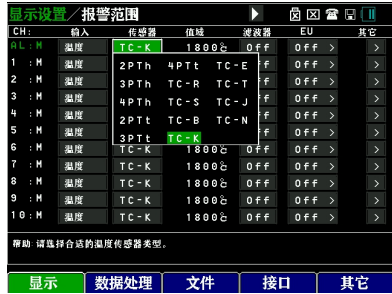 显示设置/报警范围
CH: 输入 传感器 值域 滤波器 EU 其它
AL:M 温度 TC-K 1800℃ Off Off >  >
1 :M 温度 2PTh 4PTt TC-E Off Off >  >
2 :M 温度 3PTh TC-R TC-T Off Off >  >
3 :M 温度 4PTh TC-S TC-J Off Off >  >
4 :M 温度 2PTt TC-B TC-N Off Off >  >
5 :M 温度 3PTt TC-K Off Off >  >
6 :M 温度 TC-K 1800℃ Off Off >  >
7 :M 温度 TC-K 1800℃ Off Off >  >
8 :M 温度 TC-K 1800℃ Off Off >  >
9 :M 温度 TC-K 1800℃ Off Off >  >
10:M 温度 TC-K 1800℃ Off Off >  >
帮助:请选择合适的温度传感器类型。
显示 数据处理 文件 接口 其它